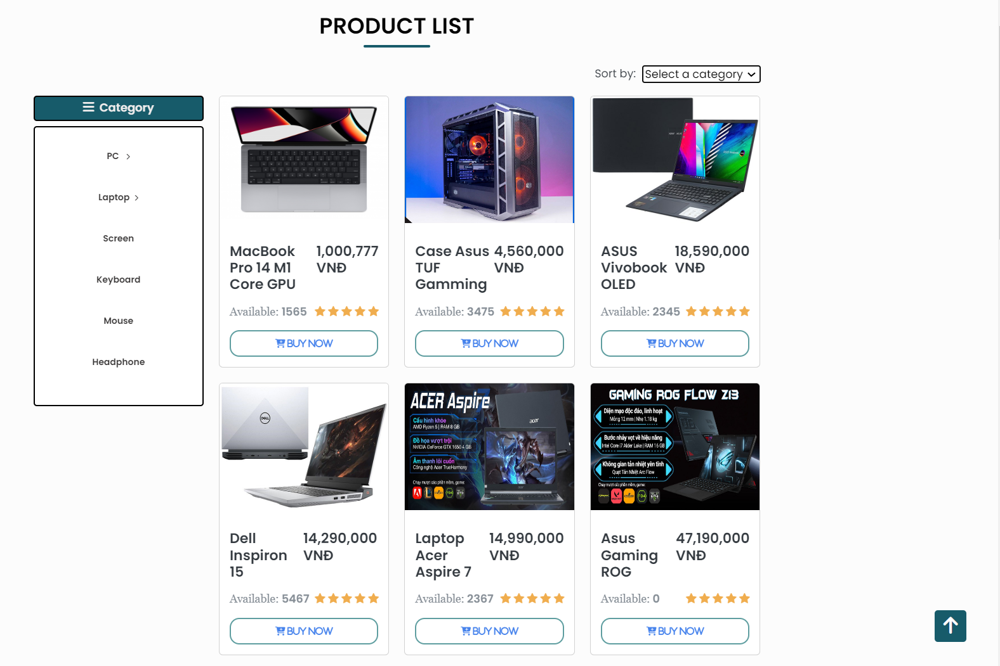 PRODUCT LIST
Sort by: Select a category
Category
PC
Laptop
Screen
Keyboard
Mouse
Headphone
MacBook Pro 14 M1 Core GPU
1,000,777 VNĐ
Available: 1565
BUY NOW
Case Asus TUF Gamming
4,560,000 VNĐ
Available: 3475
BUY NOW
ASUS Vivobook OLED
18,590,000 VNĐ
Available: 2345
BUY NOW
DELL
Dell Inspiron 15
14,290,000 VNĐ
Available: 5467
BUY NOW
ACER Aspire 7
Cấu hình khỏe
AMD Ryzen 5 | RAM 8 GB
Đồ họa vượt trội
NVIDIA GeForce GTX 1650 4 GB
Âm thanh lôi cuốn
Công nghệ Acer TrueHarmony
Chạy mượt các phần mềm, game:
acer
Laptop Acer Aspire 7
14,990,000 VNĐ
Available: 2367
BUY NOW
GAMING ROG FLOW Z13
Diện mạo độc đáo, linh hoạt
Mỏng 12 mm | Nhẹ 1.18 kg
Bước nhảy vọt về hiệu năng
Intel Core i7 Alder Lake | RAM 16 GB
Không gian tản nhiệt yên tĩnh
Quạt Tản Nhiệt Arc Flow
Chạy mượt các phần mềm, game:
Asus Gaming ROG
47,190,000 VNĐ
Available: 0
BUY NOW